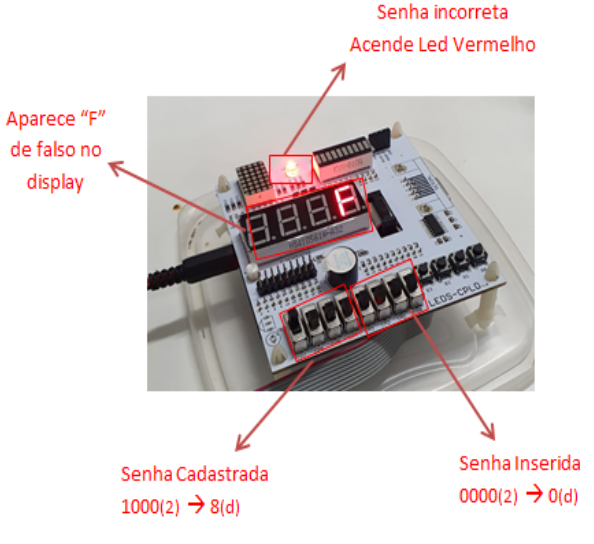 Senha incorreta
Acende Led Vermelho
Aparece “F”
de falso no
display
F
LEDS-CPLD
Senha Cadastrada
1000(2) → 8(d)
Senha Inserida
0000(2) → 0(d)